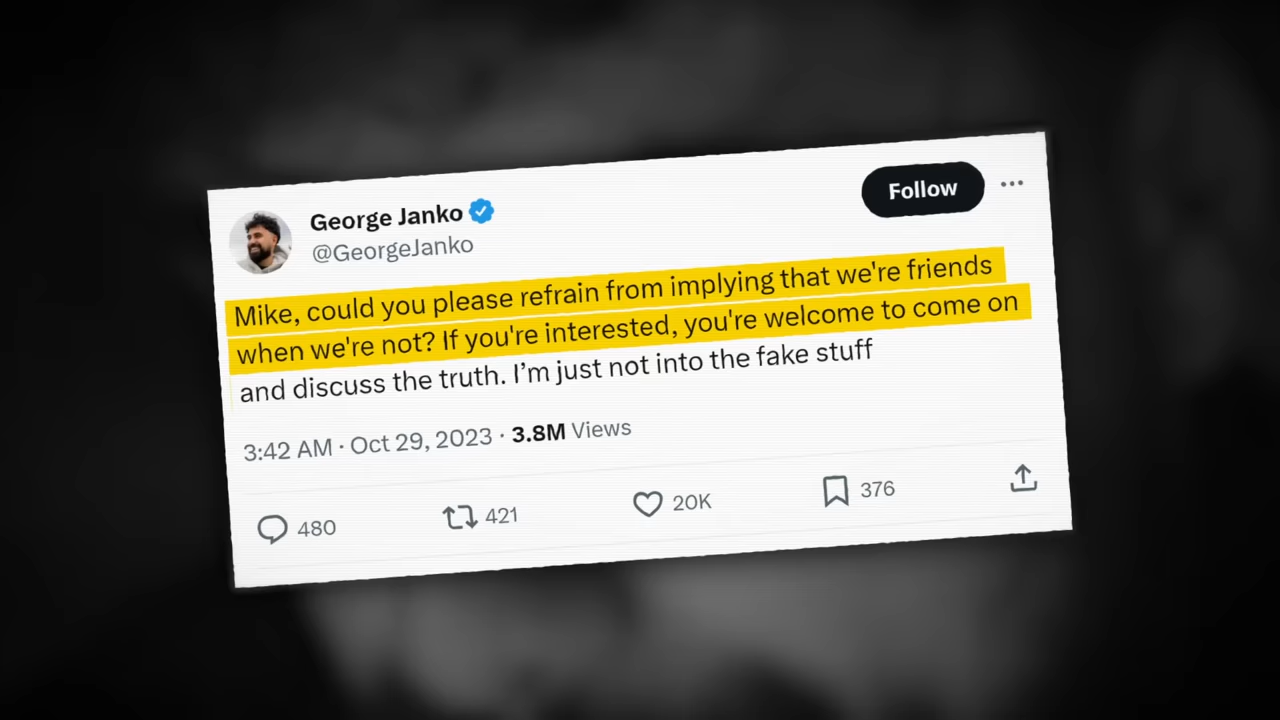 George Janko
Follow
@GeorgeJanko
Mike, could you please refrain from implying that we're friends
when we're not? If you're interested, you're welcome to come on
and discuss the truth. I’m just not into the fake stuff
3:42 AM · Oct 29, 2023 · 3.8M Views
480 421 20K 376